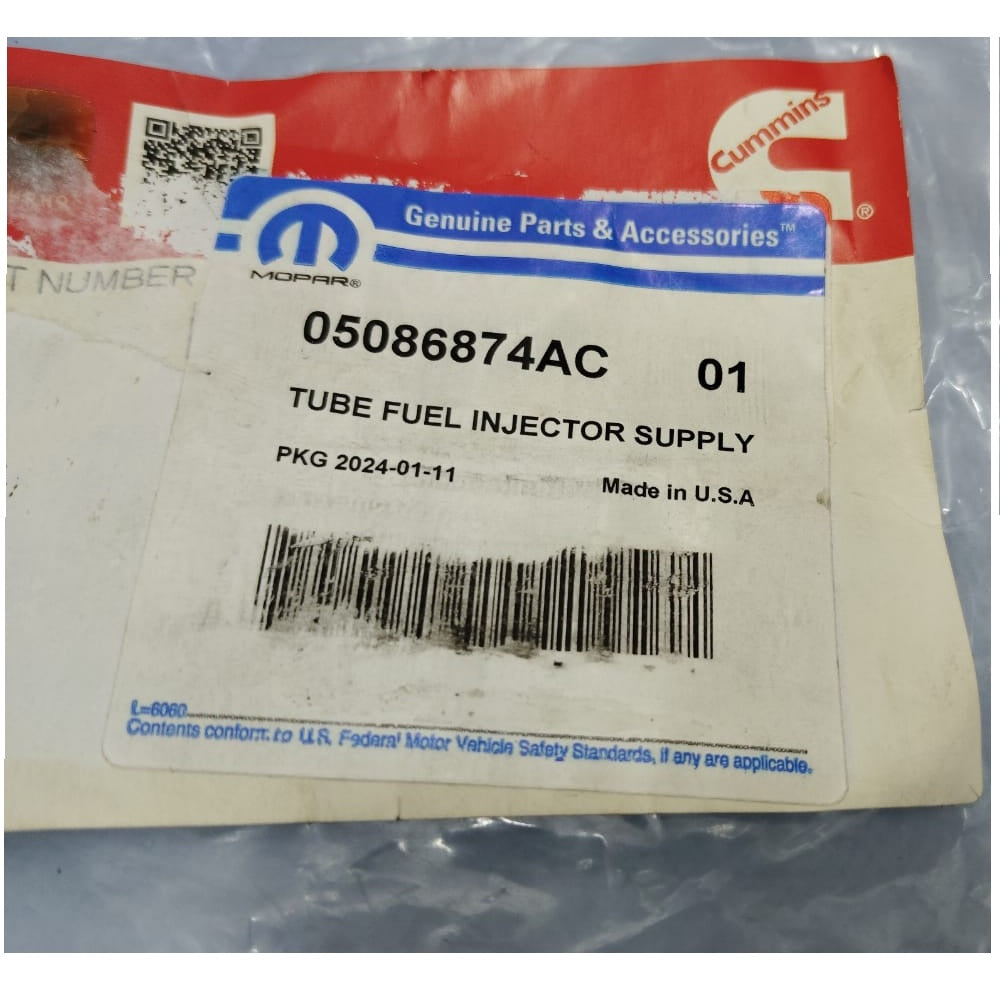 Cummins
®
T NUMBER
Genuine Parts & Accessories™
MOPAR®
05086874AC 01
TUBE FUEL INJECTOR SUPPLY
PKG 2024-01-11 Made in U.S.A
L=6060
Contents conform to U.S. Federal Motor Vehicle Safety Standards, if any are applicable.